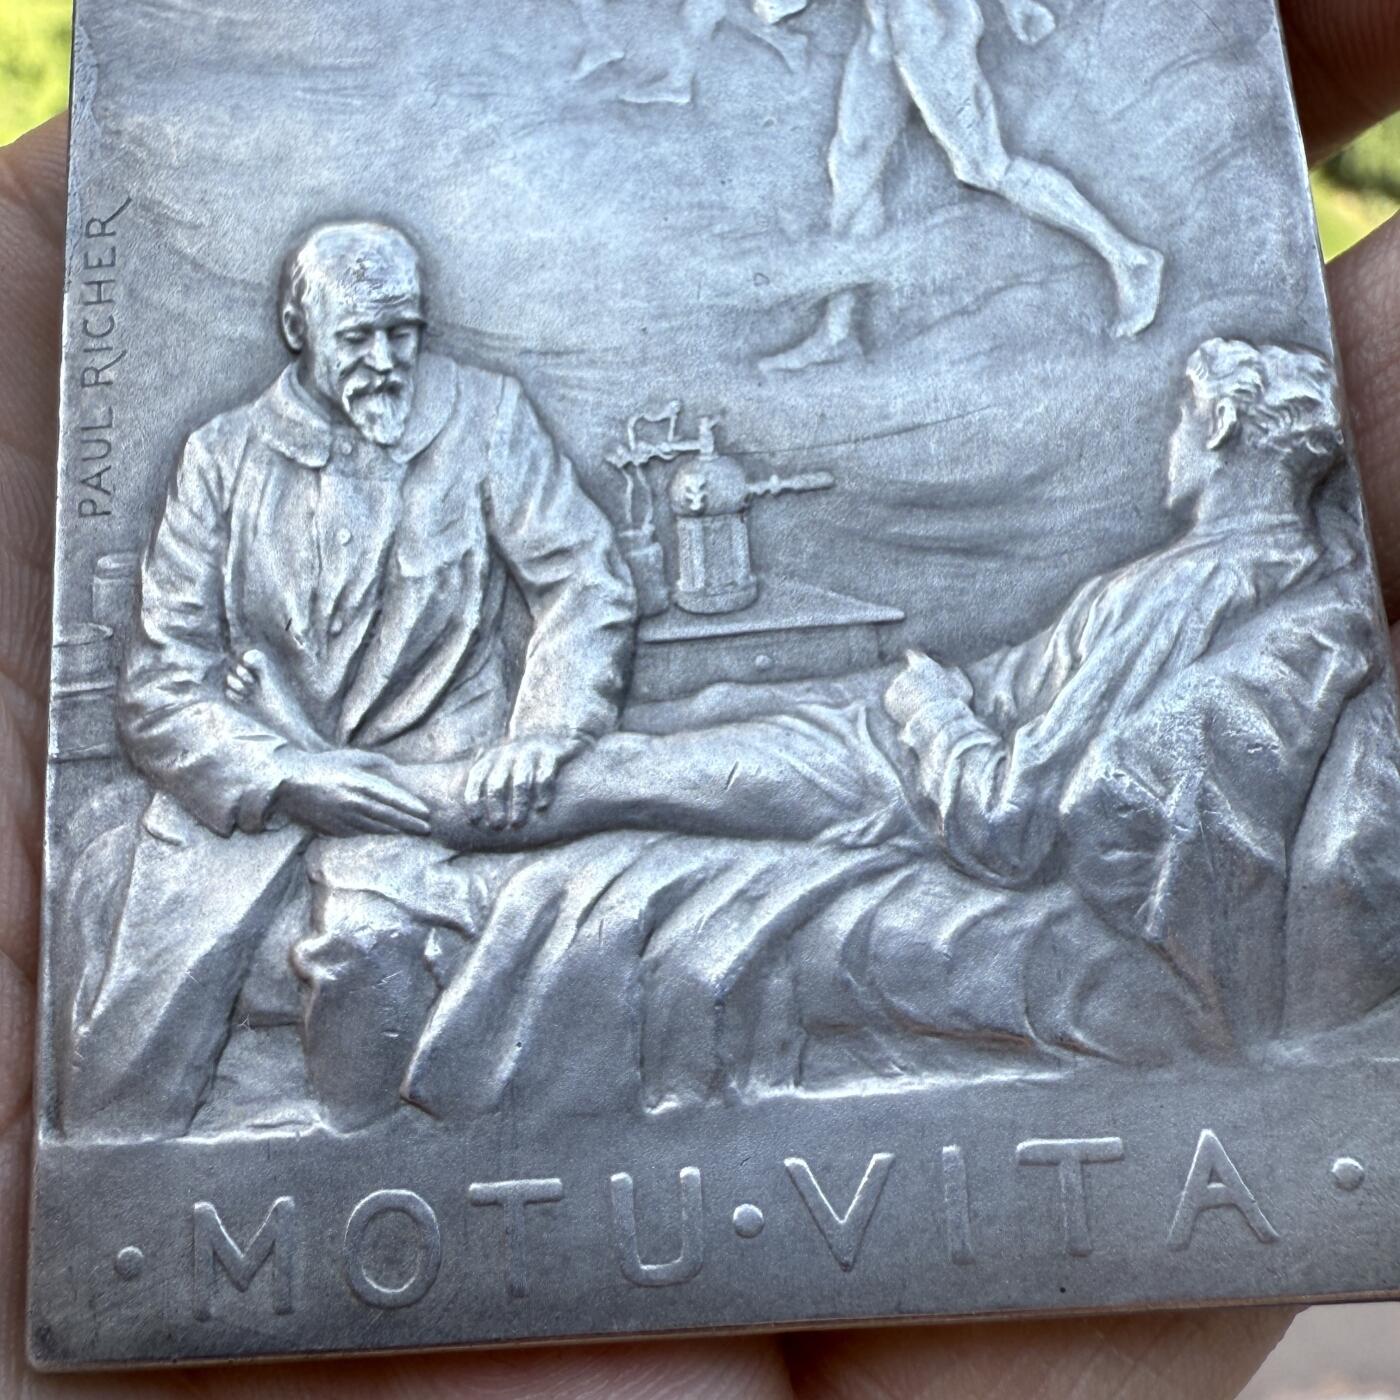 PAUL RICHER
· MOTU · VITA ·